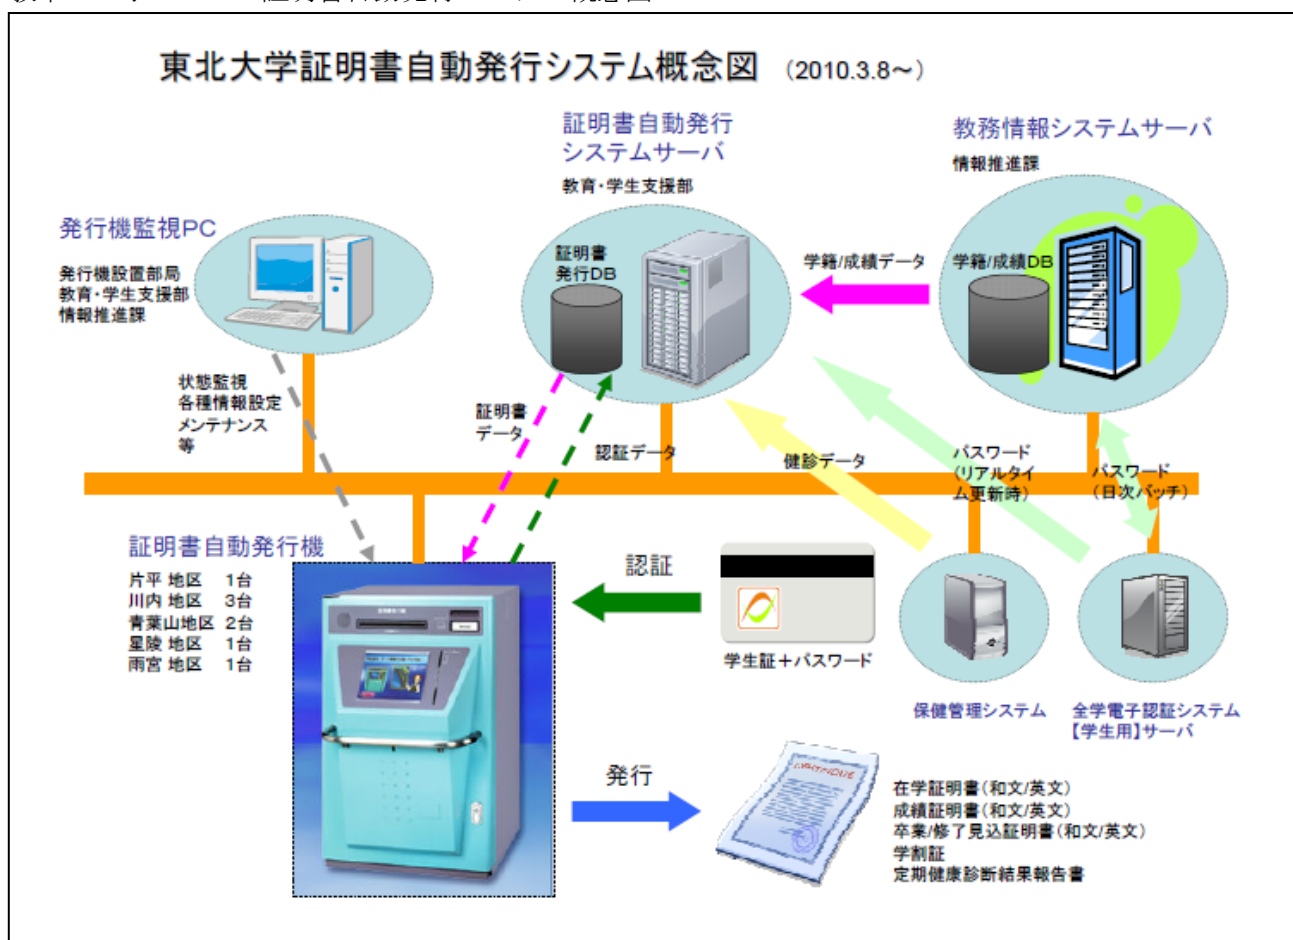 東北大学証明書自動発行システム概念図 (2010.3.8~)
証明書自動発行
システムサーバ
教育・学生支援部
教務情報システムサーバ
情報推進課
発行機監視PC
発行機設置部局
教育・学生支援部
情報推進課
証明書
発行DB
学籍/成績データ
学籍/成績DB
状態監視
各種情報設定
メンテナンス
等
証明書
データ
認証データ
健診データ
パスワード
(リアルタイ
ム更新時)
パスワード
(日次バッチ)
証明書自動発行機
片平 地区 1台
川内 地区 3台
青葉山地区 2台
星陵 地区 1台
雨宮 地区 1台
認証
学生証+パスワード
保健管理システム
全学電子認証システム
【学生用】サーバ
発行
在学証明書(和文/英文)
成績証明書(和文/英文)
卒業/修了見込証明書(和文/英文)
学割証
定期健康診断結果報告書